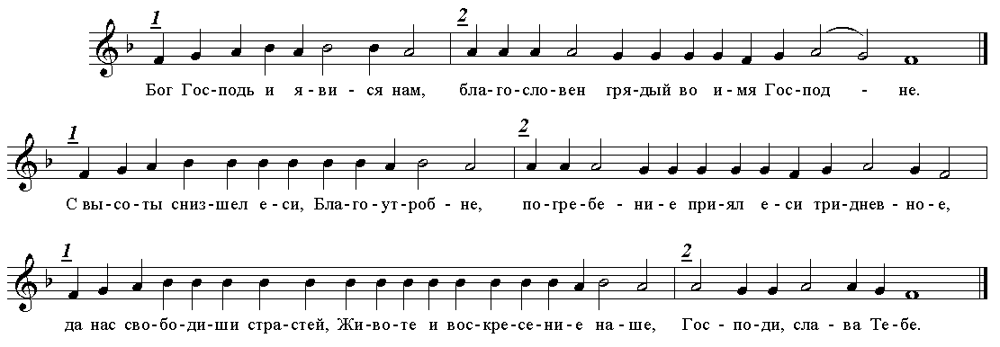 1 2
Бог Гос-подь и я-ви-ся нам, бла-го-сло-вен гря-дый во и-мя Гос-под - не.
1 2
С вы-со-ты сниз-шел е-си, Бла-го-ут-роб-не, по-гре-бе-ни-е при-ял е-си три-днев-но-е,
1 2
да нас сво-бо-ди-ши стра-стей, Жи-во-те и вос-кре-се-ни-е на-ше, Гос-по-ди, сла-ва Те-бе.